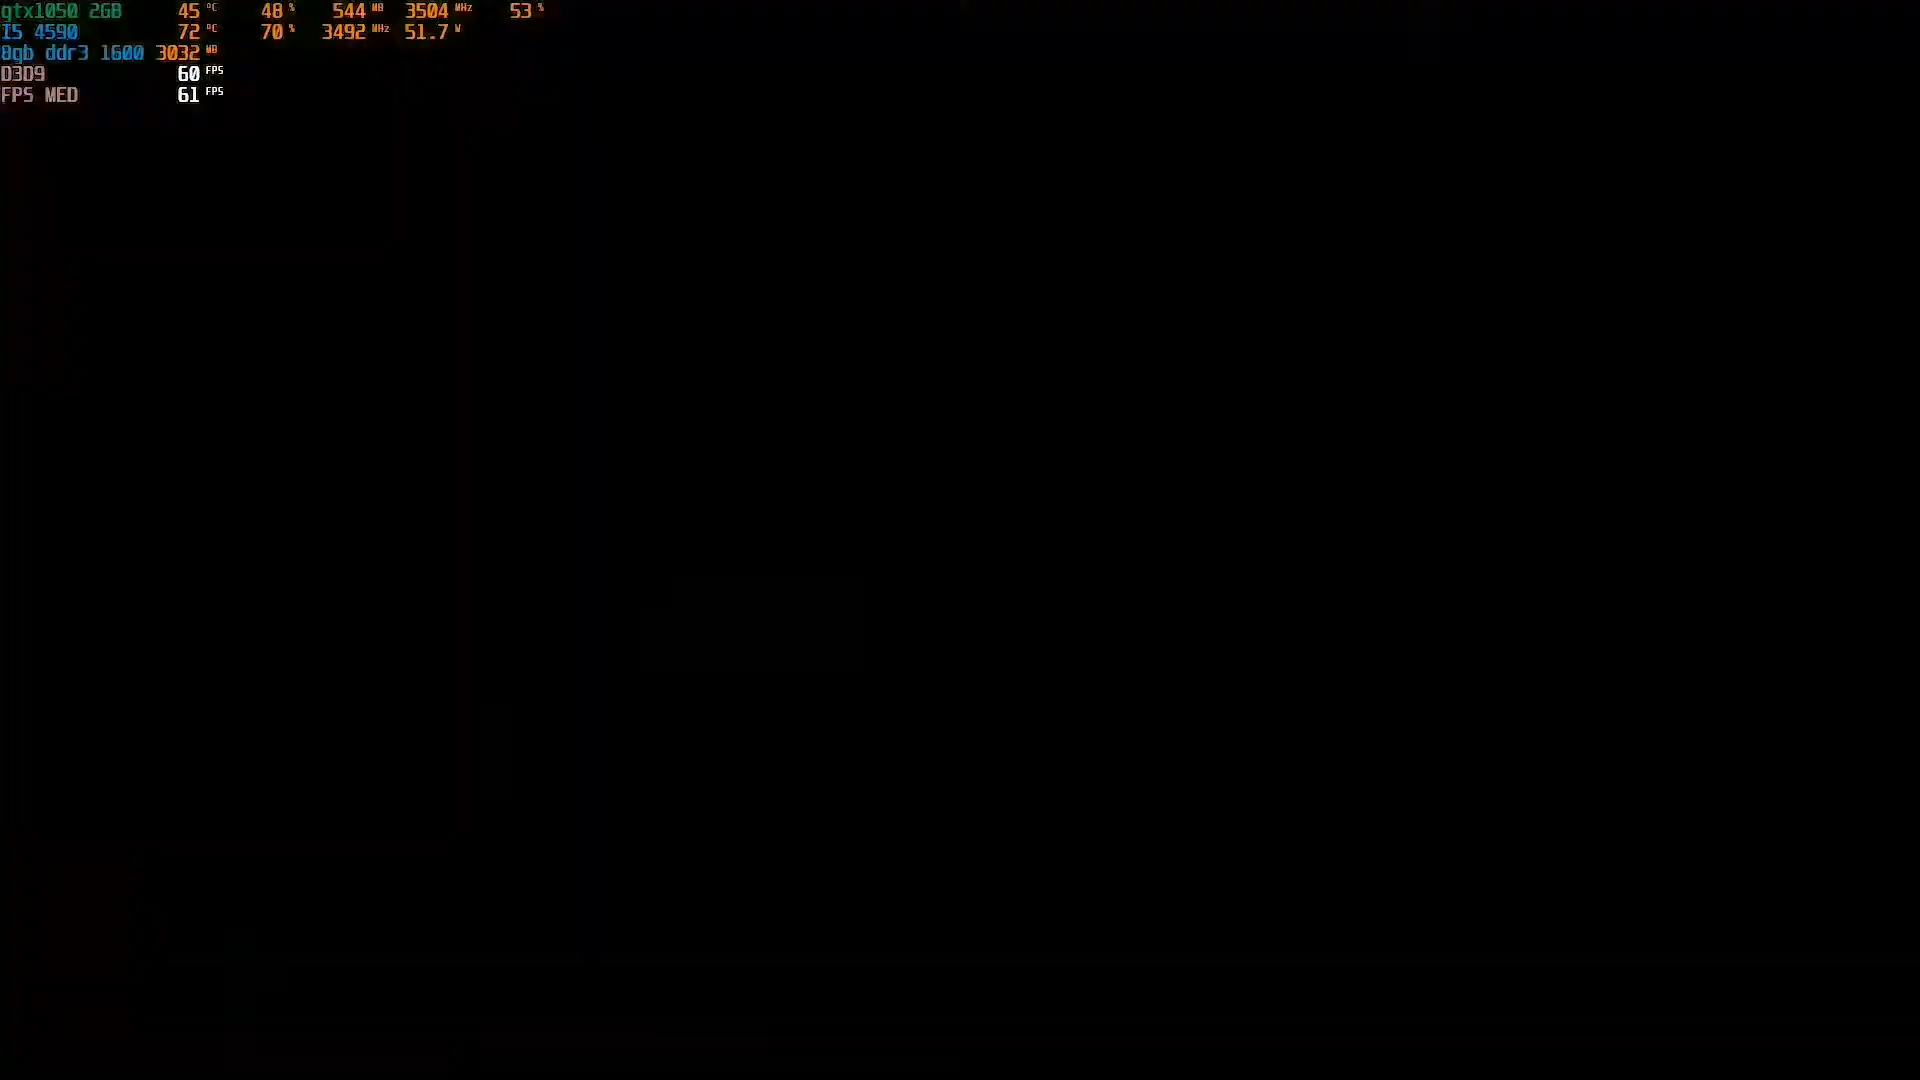 gtx1050 2GB 45 °C 48 % 544 MB 3504 MHz 53 %
I5 4590 72 °C 70 % 3492 MHz 51.7 W
8gb ddr3 1600 3032 MB
D3D9 60 FPS
FPS MED 61 FPS